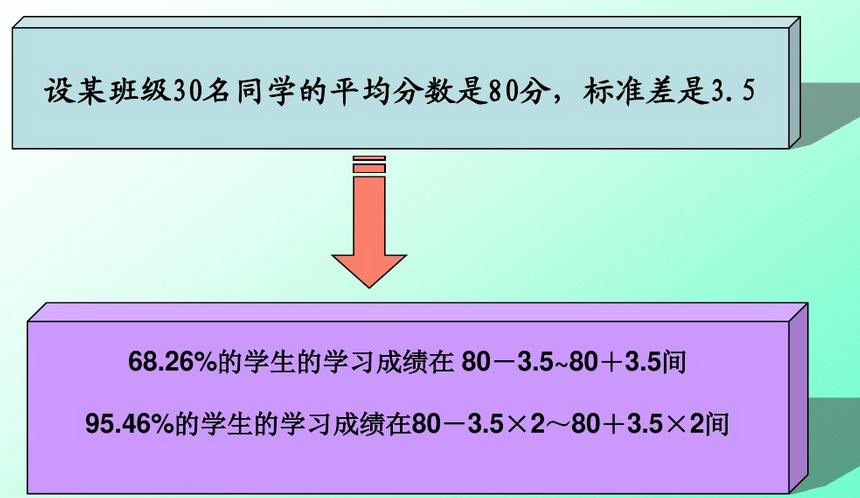 设某班级30名同学的平均分数是80分，标准差是3.5
68.26%的学生的学习成绩在 80－3.5~80＋3.5间
95.46%的学生的学习成绩在80－3.5×2～80＋3.5×2间